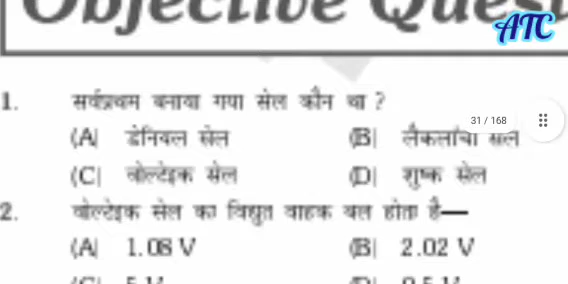 Objective Quest
ATC
1. सर्वप्रथम बनाया गया सेल कौन था ?
31 / 168
(A) डेनियल सेल (B) लैकलांचा सेल
(C) वोल्टेइक सेल (D) शुष्क सेल
2. वोल्टेइक सेल का विद्युत वाहक बल होता है—
(A) 1.08 V (B) 2.02 V